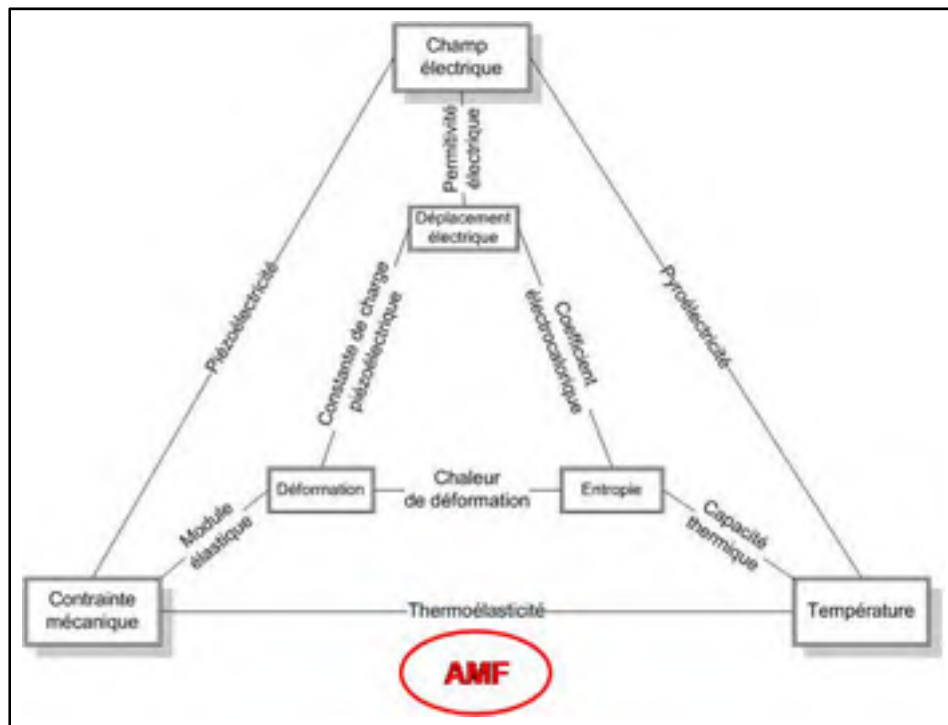 Champ
électrique
Permitivité
électrique
Déplacement
électrique
Piézoélectricité
Constante de charge
piézoélectrique
Coefficient
électrocalorique
Pyroélectricité
Déformation
Chaleur
de déformation
Entropie
Module
élastique
Capacité
thermique
Contrainte
mécanique
Thermoélasticité
Température
AMF